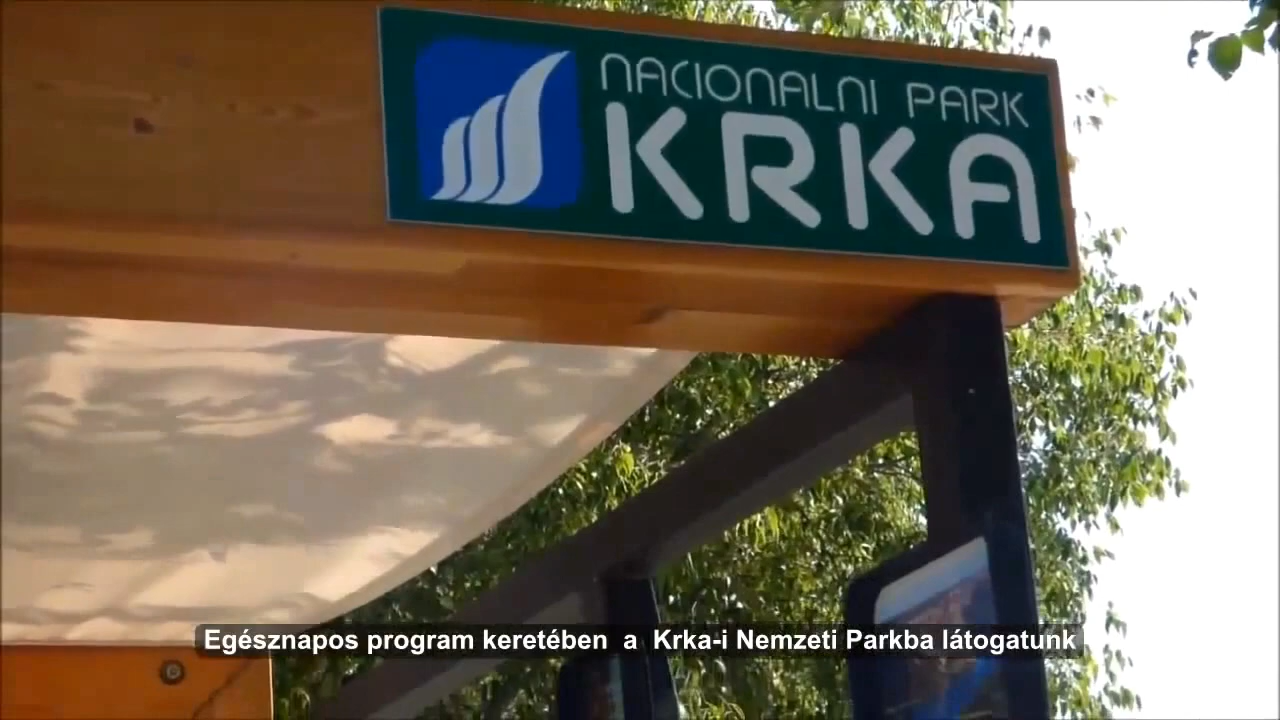 NACIONALNI PARK
KRKA
Egésznapos program keretében a Krka-i Nemzeti Parkba látogatunk